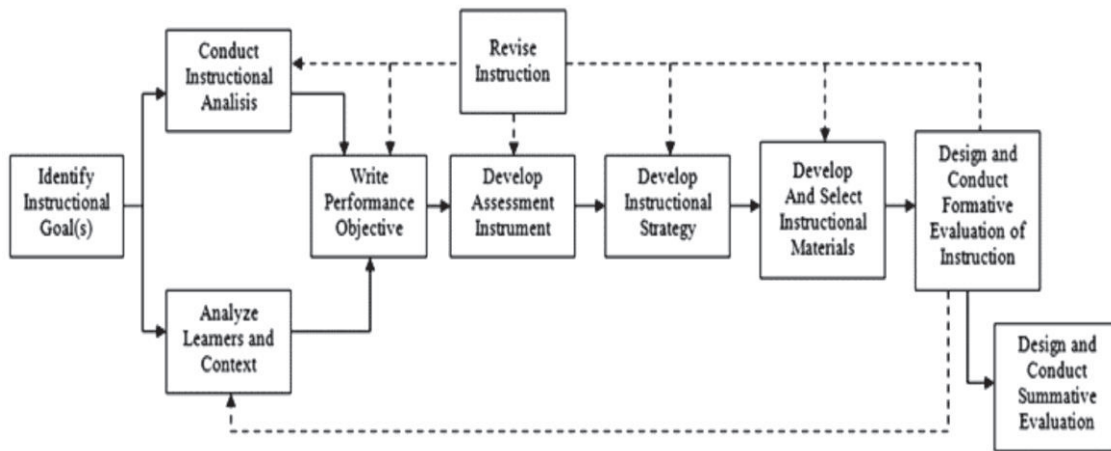 Conduct
Instructional
Analisis
Revise
Instruction
Identify
Instructional
Goal(s)
Write
Performance
Objective
Develop
Assessment
Instrument
Develop
Instructional
Strategy
Develop
And Select
Instructional
Materials
Design and
Conduct
Formative
Evaluation of
Instruction
Analyze
Learners and
Context
Design and
Conduct
Summative
Evaluation